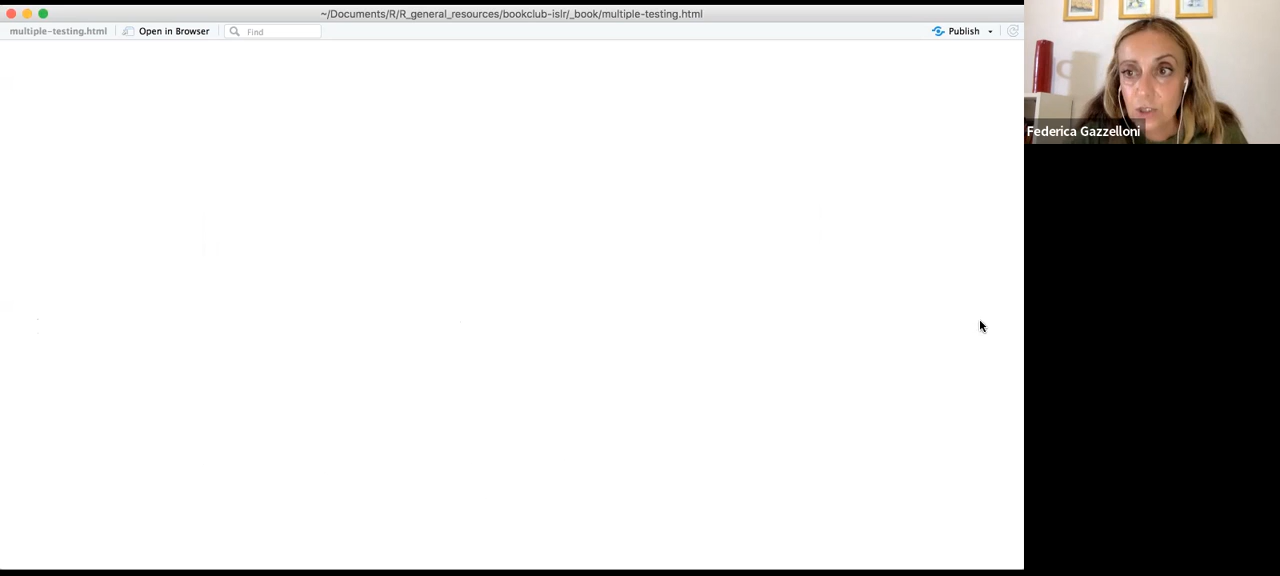 ~/Documents/R/R_general_resources/bookclub-islr/_book/multiple-testing.html
multiple-testing.html Open in Browser Find Publish
Federica Gazzelloni